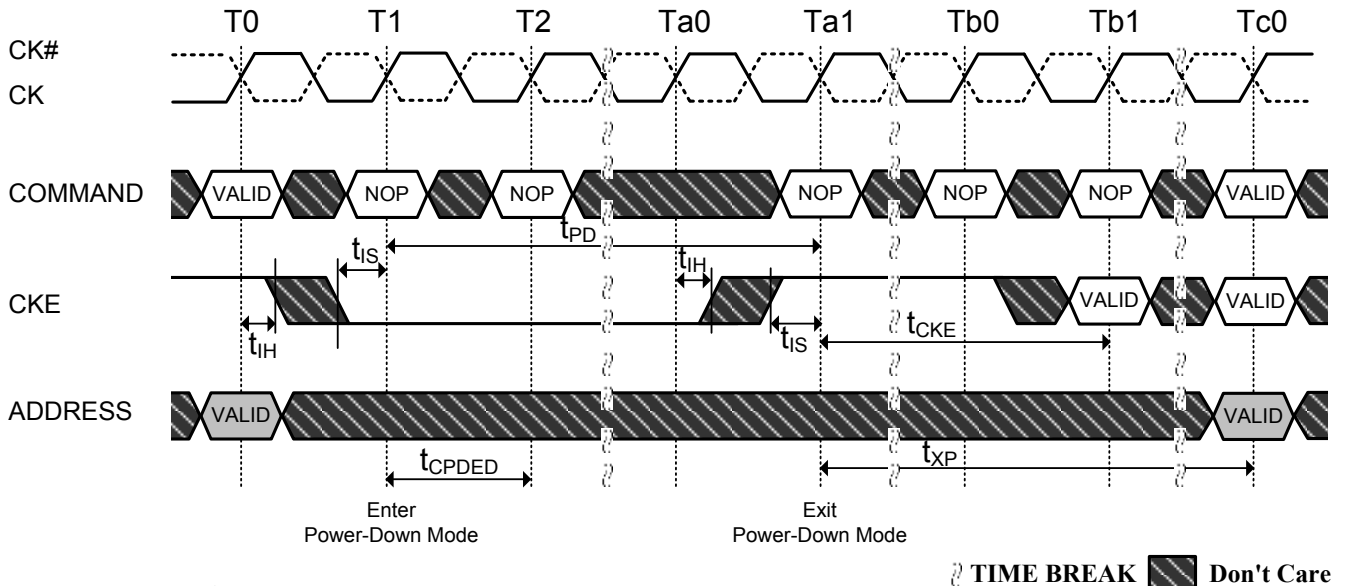 T0 T1 T2 Ta0 Ta1 Tb0 Tb1 Tc0
CK#
CK
COMMAND VALID NOP NOP NOP NOP NOP VALID
tPD
tIS tIH
CKE VALID VALID
tIH tIS tCKE
ADDRESS VALID VALID
tCPDED tXP
Enter
Power-Down Mode
Exit
Power-Down Mode
TIME BREAK Don't Care